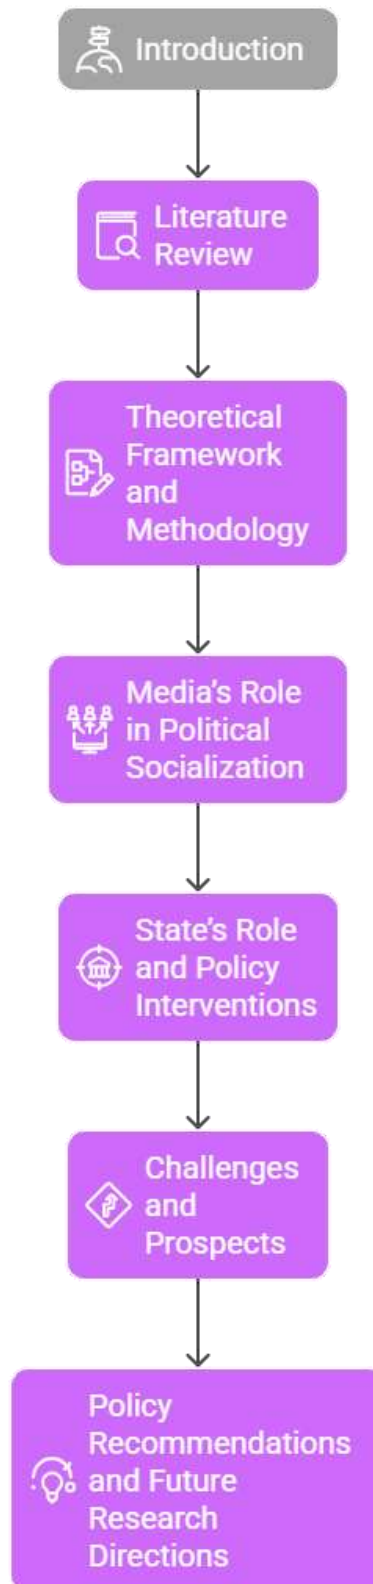 Introduction
Literature
Review
Theoretical
Framework
and
Methodology
Media's Role
in Political
Socialization
State's Role
and Policy
Interventions
Challenges
and
Prospects
Policy
Recommendations
and Future
Research
Directions